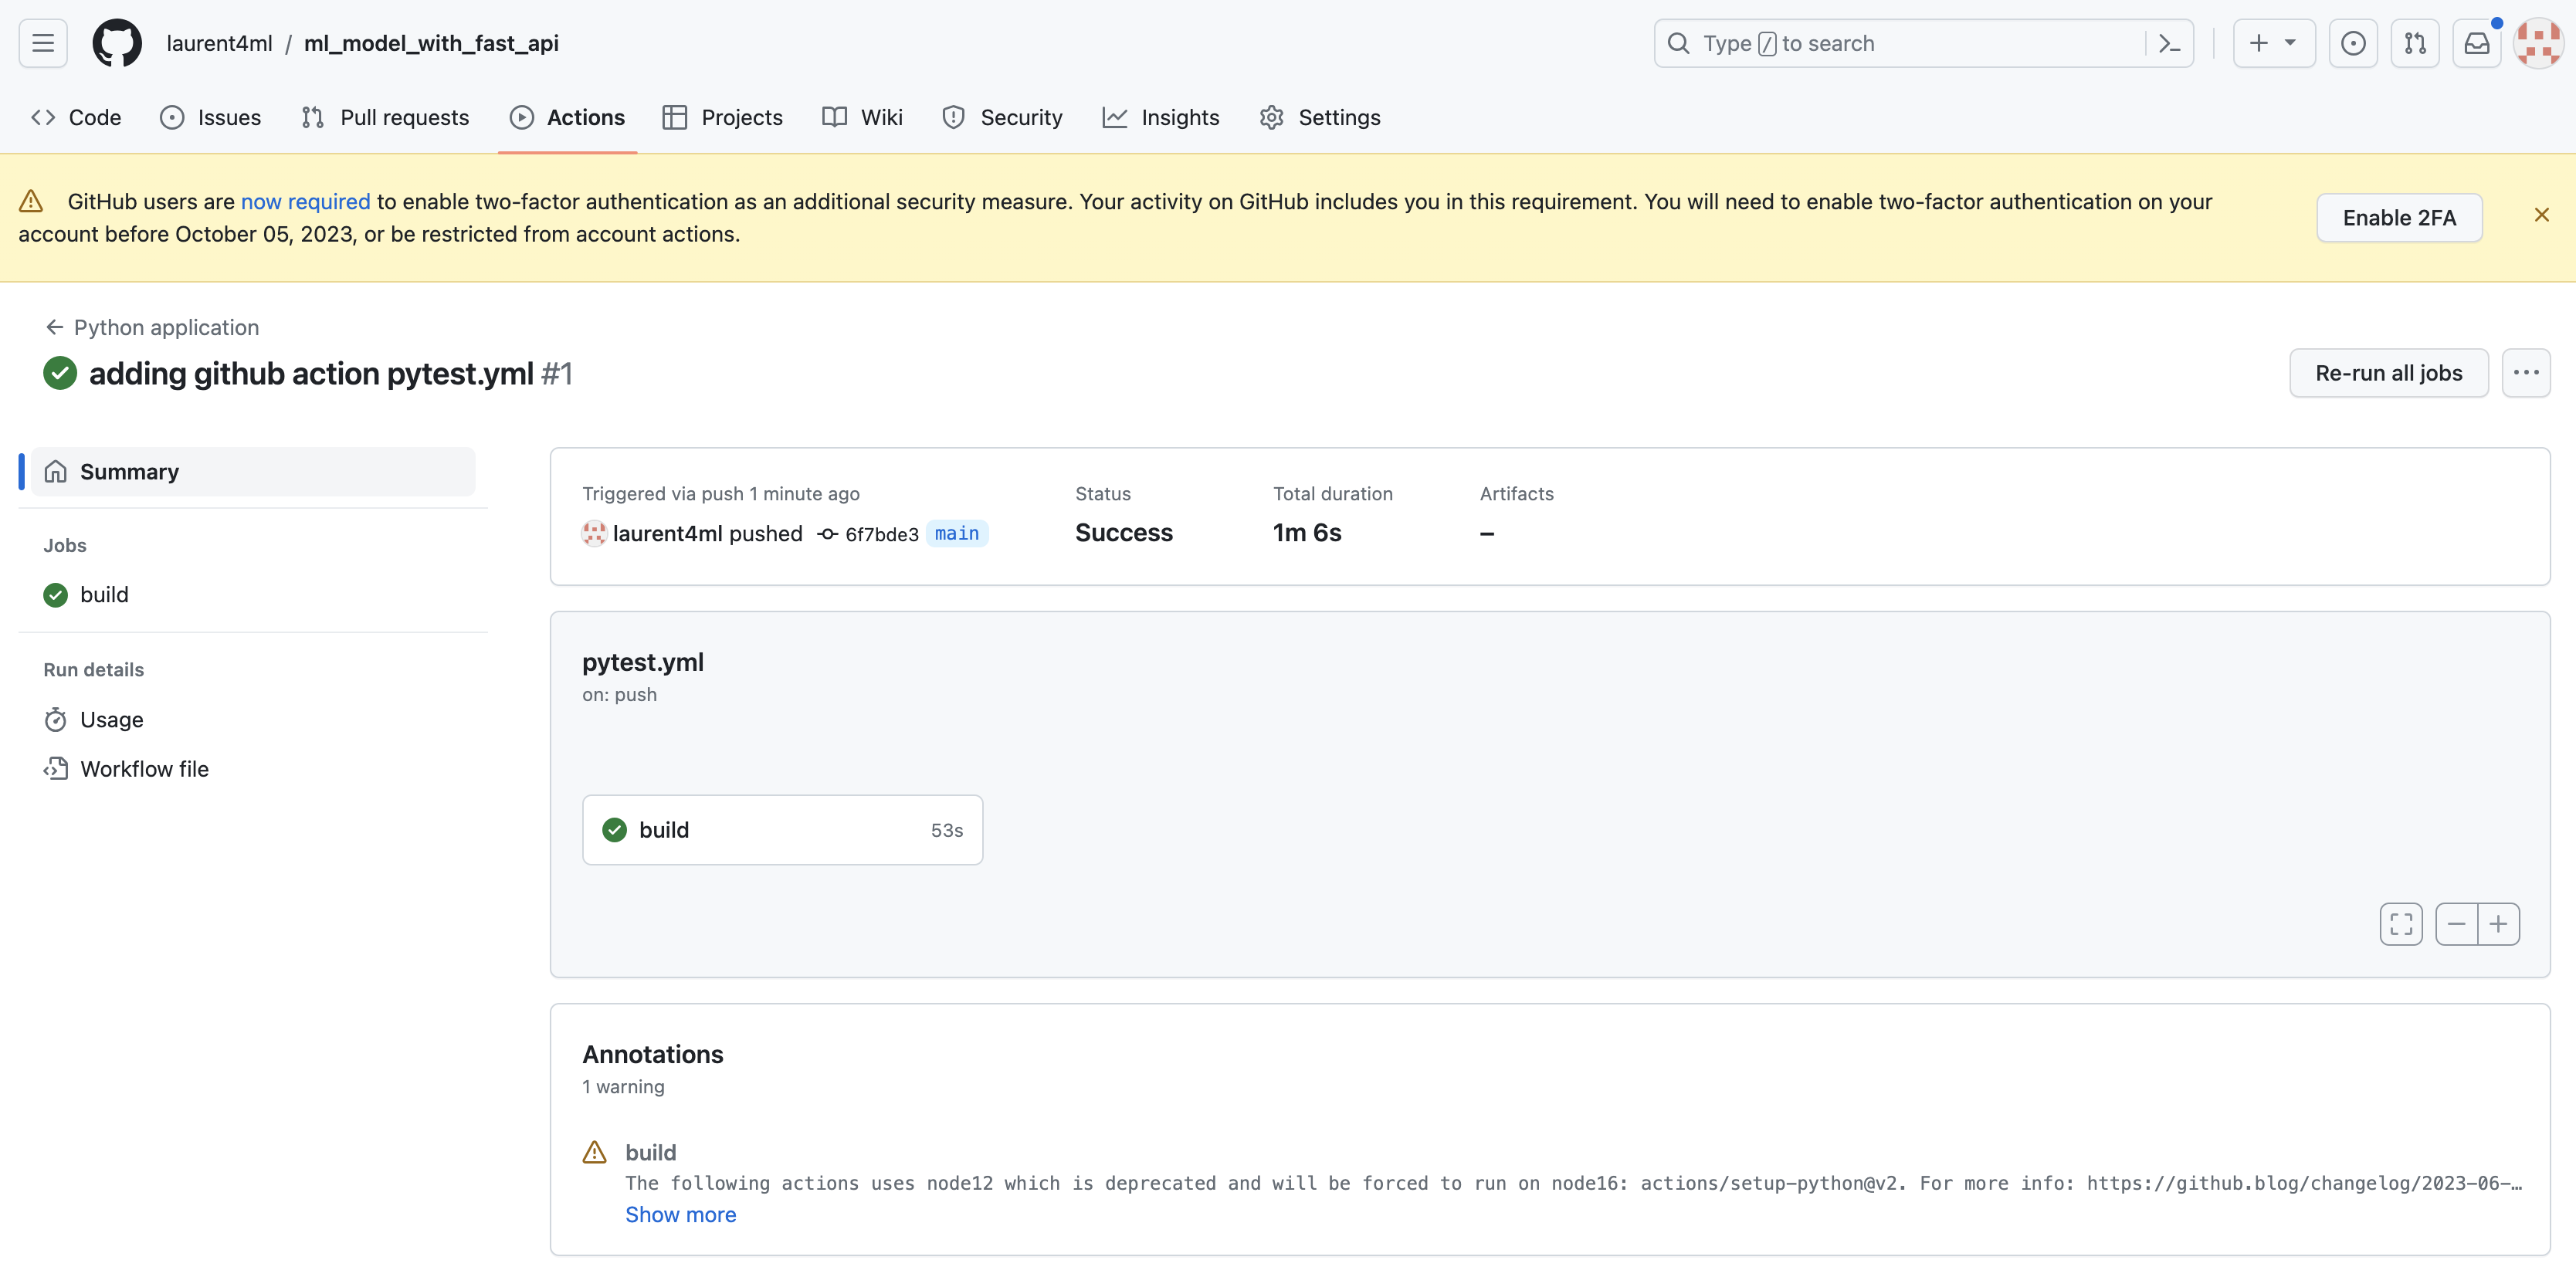 laurent4ml / ml_model_with_fast_api
Type / to search
Code
Issues
Pull requests
Actions
Projects
Wiki
Security
Insights
Settings
GitHub users are now required to enable two-factor authentication as an additional security measure. Your activity on GitHub includes you in this requirement. You will need to enable two-factor authentication on your
account before October 05, 2023, or be restricted from account actions.
Enable 2FA
Python application
adding github action pytest.yml #1
Re-run all jobs
Summary
Jobs
build
Run details
Usage
Workflow file
Triggered via push 1 minute ago
laurent4ml pushed 6f7bde3 main
Status
Success
Total duration
1m 6s
Artifacts
–
pytest.yml
on: push
build 53s
Annotations
1 warning
build
The following actions uses node12 which is deprecated and will be forced to run on node16: actions/setup-python@v2. For more info: https://github.blog/changelog/2023-06-…
Show more